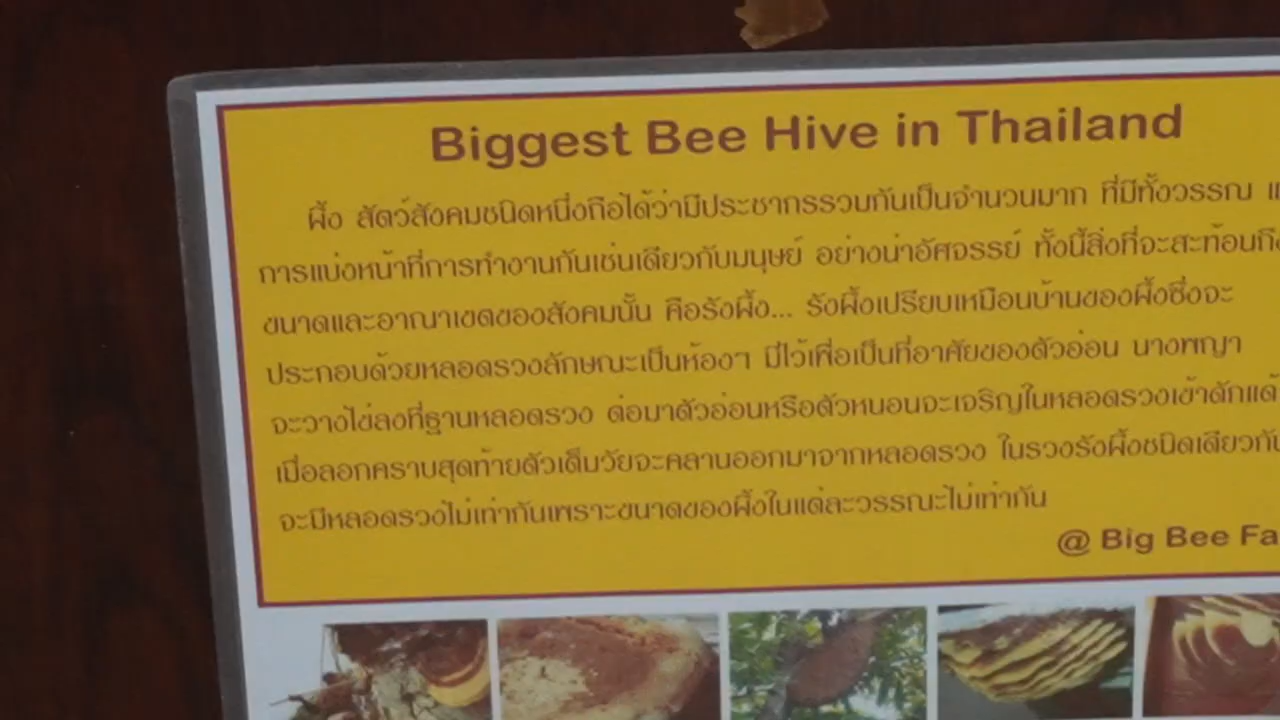 Biggest Bee Hive in Thailand
ผึ้ง สัตว์สังคมชนิดหนึ่งถือได้ว่ามีประชากรรวมกันเป็นจำนวนมาก ที่มีทั้งวรรณ
การแบ่งหน้าที่การทำงานกันเช่นเดียวกับมนุษย์ อย่างน่าอัศจรรย์ ทั้งนี้สิ่งที่จะสะท้อนถึง
ขนาดและอาณาเขตของสังคมนั้น คือรังผึ้ง... รังผึ้งเปรียบเหมือนบ้านของผึ้งซึ่งจะ
ประกอบด้วยหลอดรวงลักษณะเป็นห้องๆ มีไว้เพื่อเป็นที่อาศัยของตัวอ่อน นางพญา
จะวางไข่ลงที่ฐานหลอดรวง ต่อมาตัวอ่อนหรือตัวหนอนจะเจริญในหลอดรวงเข้าดักแด้
เมื่อลอกคราบสุดท้ายตัวเต็มวัยจะคลานออกมาจากหลอดรวง ในรวงรังผึ้งชนิดเดียวกัน
จะมีหลอดรวงไม่เท่ากันเพราะขนาดของผึ้งในแต่ละวรรณะไม่เท่ากัน
@ Big Bee Fa